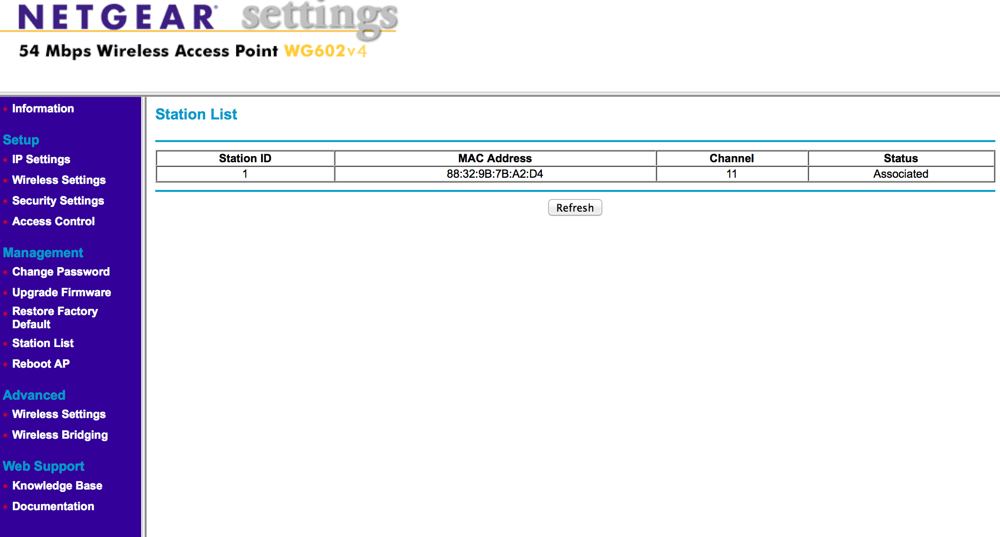 NETGEAR® settings
54 Mbps Wireless Access Point WG602v4
Information
Setup
IP Settings
Wireless Settings
Security Settings
Access Control
Management
Change Password
Upgrade Firmware
Restore Factory
Default
Station List
Reboot AP
Advanced
Wireless Settings
Wireless Bridging
Web Support
Knowledge Base
Documentation
Station List
Station ID MAC Address Channel Status
1 88:32:9B:7B:A2:D4 11 Associated
Refresh